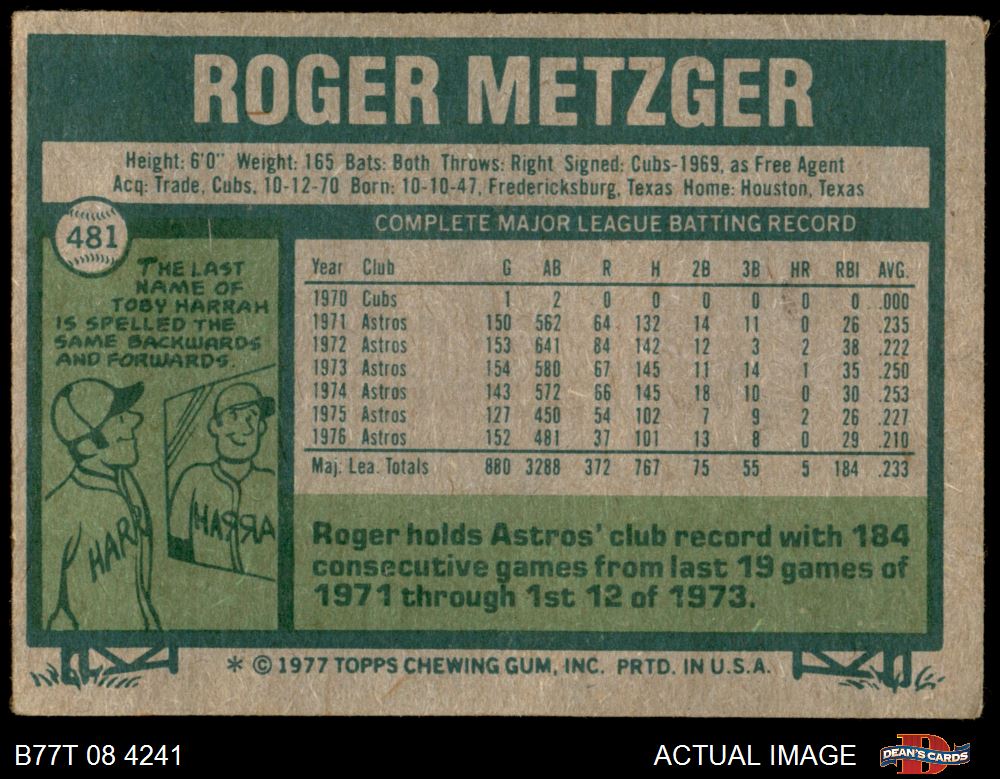 ROGER METZGER
Height: 6'0" Weight: 165 Bats: Both Throws: Right Signed: Cubs-1969, as Free Agent
Acq: Trade, Cubs, 10-12-70 Born: 10-10-47, Fredericksburg, Texas Home: Houston, Texas
481
THE LAST
NAME OF
TOBY HARRAH
IS SPELLED THE
SAME BACKWARDS
AND FORWARDS.
HARR
HARRA
COMPLETE MAJOR LEAGUE BATTING RECORD
Year Club G AB R H 2B 3B HR RBI AVG.
1970 Cubs 1 2 0 0 0 0 0 0 .000
1971 Astros 150 562 64 132 14 11 0 26 .235
1972 Astros 153 641 84 142 12 3 2 38 .222
1973 Astros 154 580 67 145 11 14 1 35 .250
1974 Astros 143 572 66 145 18 10 0 30 .253
1975 Astros 127 450 54 102 7 9 2 26 .227
1976 Astros 152 481 37 101 13 8 0 29 .210
Maj. Lea. Totals 880 3288 372 767 75 55 5 184 .233
Roger holds Astros' club record with 184
consecutive games from last 19 games of
1971 through 1st 12 of 1973.
* © 1977 TOPPS CHEWING GUM, INC. PRTD. IN U.S.A.
B77T 08 4241
ACTUAL IMAGE
D
DEAN'S CARDS